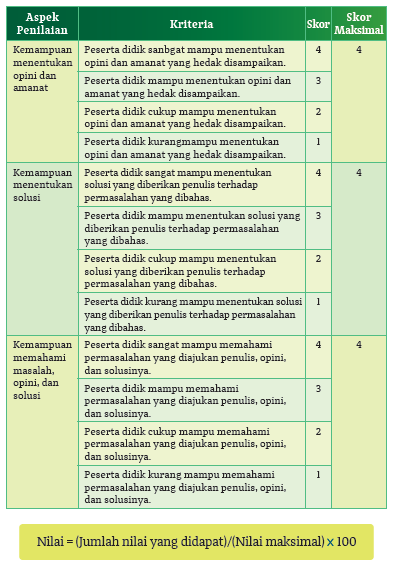 Aspek
Penilaian
Kriteria
Skor
Skor
Maksimal
Kemampuan
menentukan
opini dan
amanat
Peserta didik sanbgat mampu menentukan
opini dan amanat yang hedak disampaikan.
4
4
Peserta didik mampu menentukan opini dan
amanat yang hedak disampaikan.
3
Peserta didik cukup mampu menentukan
opini dan amanat yang hedak disampaikan.
2
Peserta didik kurangmampu menentukan
opini dan amanat yang hedak disampaikan.
1
Kemampuan
menentukan
solusi
Peserta didik sangat mampu menentukan
solusi yang diberikan penulis terhadap
permasalahan yang dibahas.
4
4
Peserta didik mampu menentukan solusi yang
diberikan penulis terhadap permasalahan
yang dibahas.
3
Peserta didik cukup mampu menentukan
solusi yang diberikan penulis terhadap
permasalahan yang dibahas.
2
Peserta didik kurang mampu menentukan solusi
yang diberikan penulis terhadap permasalahan
yang dibahas.
1
Kemampuan
memahami
masalah,
opini, dan
solusi
Peserta didik sangat mampu memahami
permasalahan yang diajukan penulis, opini,
dan solusinya.
4
4
Peserta didik mampu memahami
permasalahan yang diajukan penulis, opini,
dan solusinya.
3
Peserta didik cukup mampu memahami
permasalahan yang diajukan penulis, opini,
dan solusinya.
2
Peserta didik kurang mampu memahami
permasalahan yang diajukan penulis, opini,
dan solusinya.
1
Nilai = (Jumlah nilai yang didapat)/(Nilai maksimal) x 100